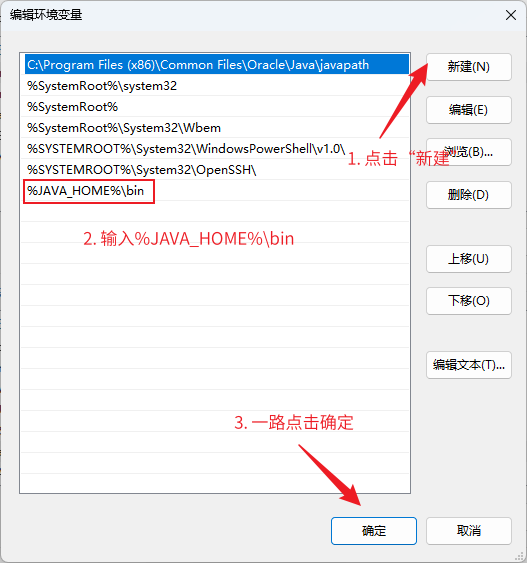 编辑环境变量
C:\Program Files (x86)\Common Files\Oracle\Java\javapath
%SystemRoot%\system32
%SystemRoot%
%SystemRoot%\System32\Wbem
%SYSTEMROOT%\System32\WindowsPowerShell\v1.0\
%SYSTEMROOT%\System32\OpenSSH\
%JAVA_HOME%\bin
新建(N)
编辑(E)
浏览(B)...
删除(D)
上移(U)
下移(O)
编辑文本(T)...
1. 点击“新建
2. 输入%JAVA_HOME%\bin
3. 一路点击确定
确定
取消